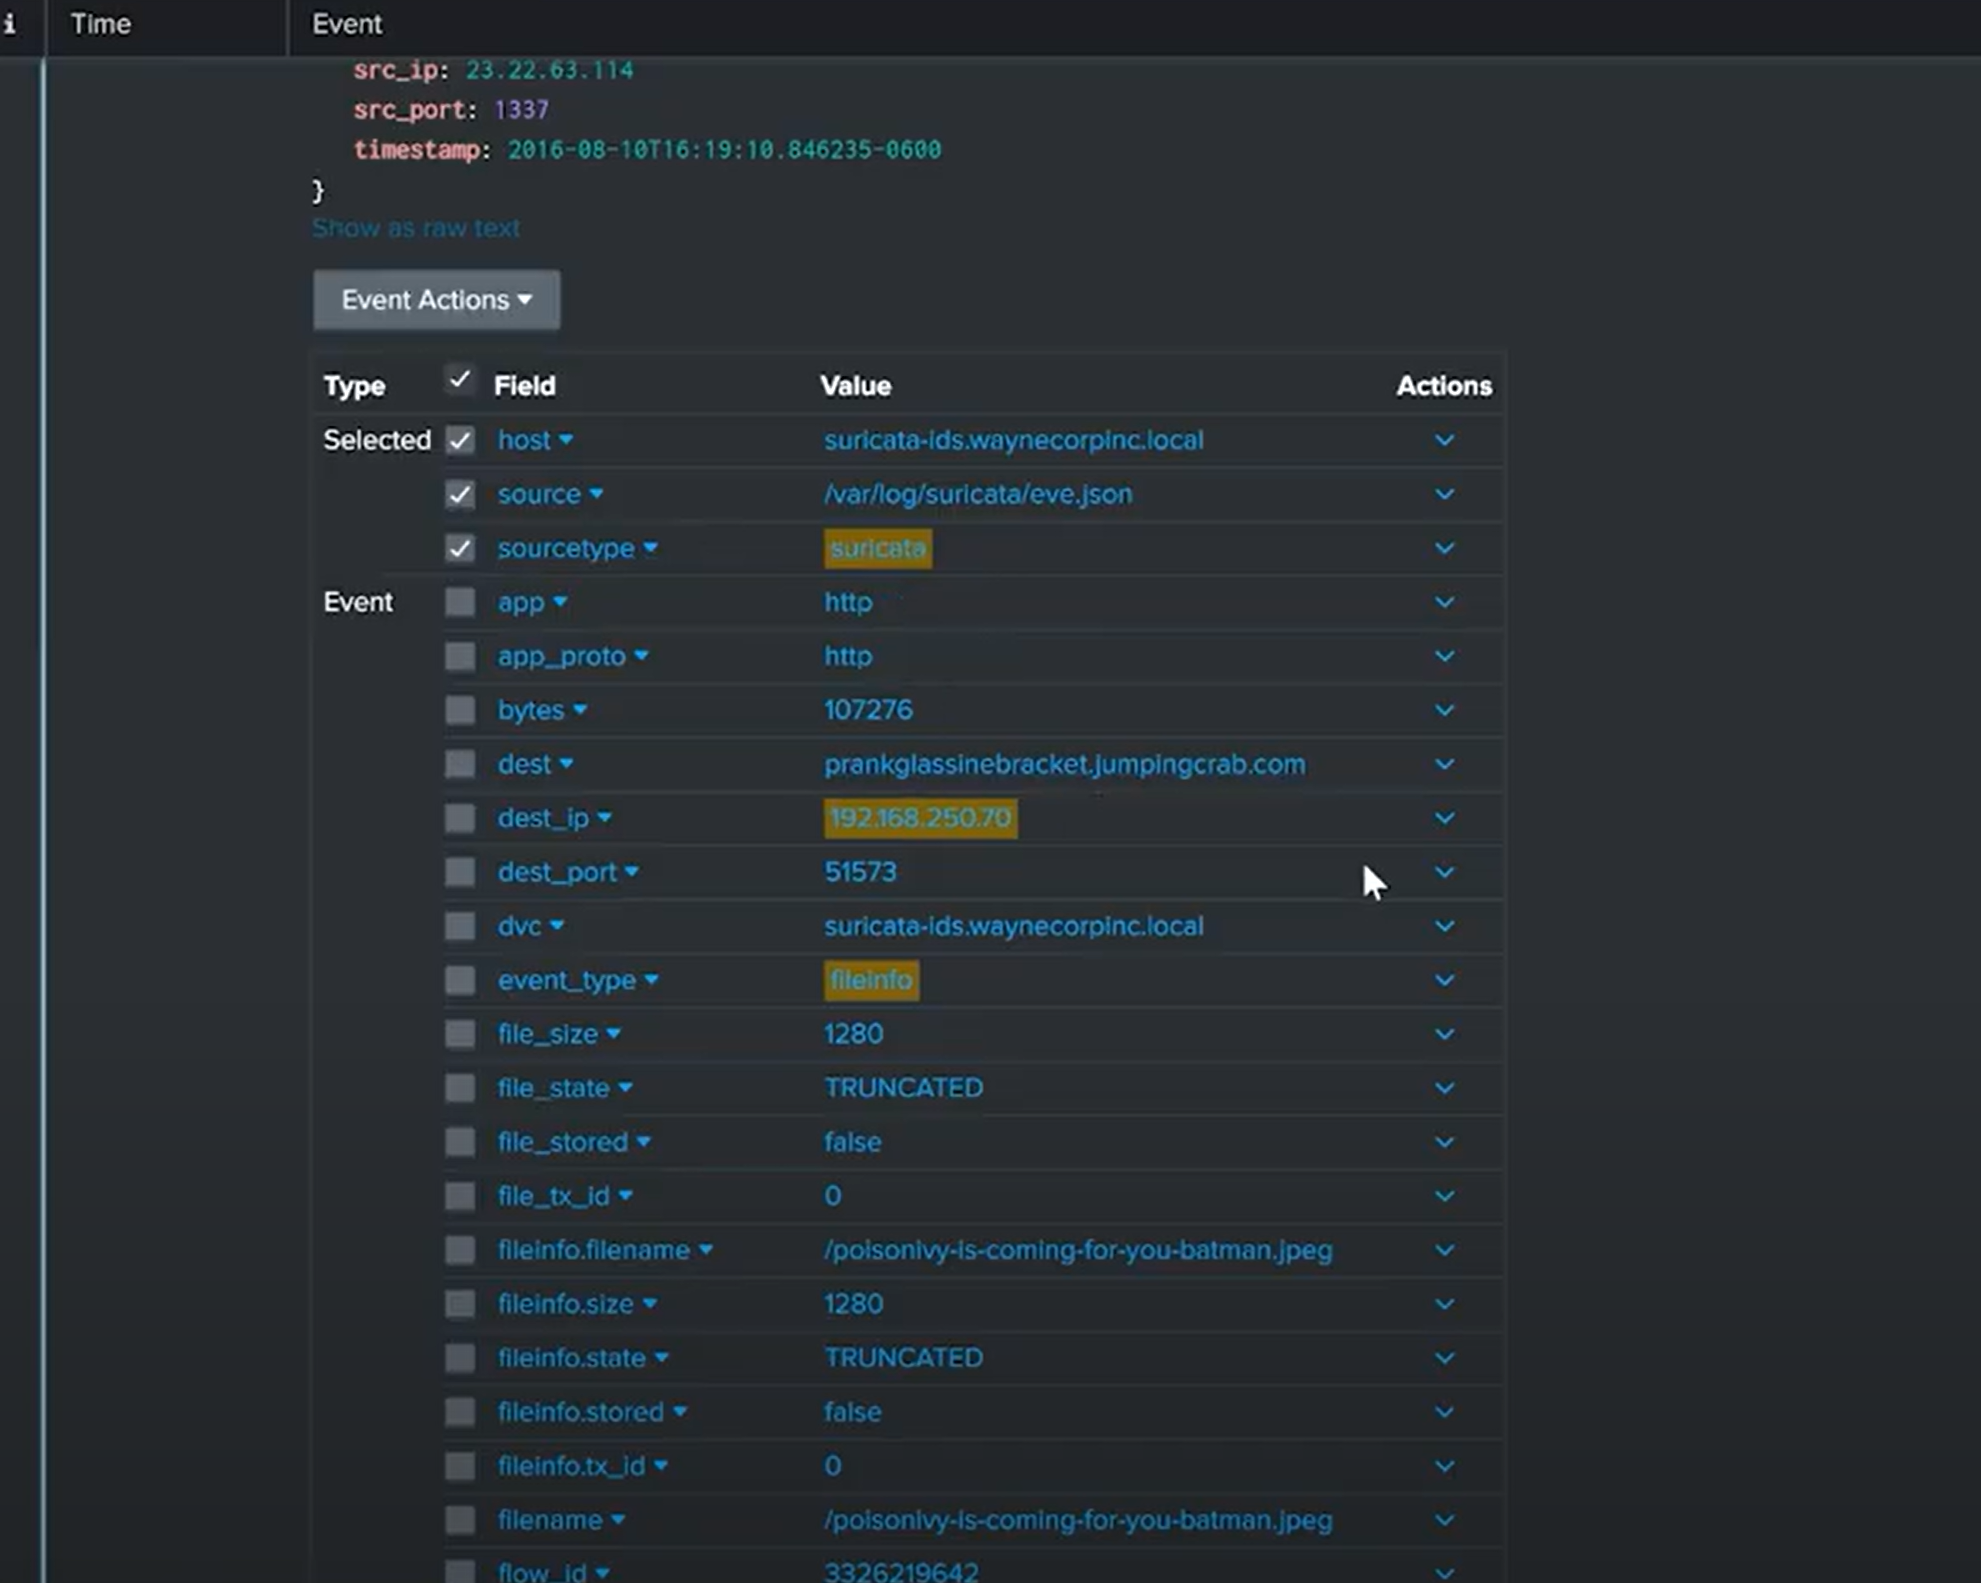 i Time Event
src_ip: 23.22.63.114
src_port: 1337
timestamp: 2016-08-10T16:19:10.846235-0600
}
Show as raw text
Event Actions
Type Field Value Actions
Selected host suricata-ids.waynecorpinc.local
source /var/log/suricata/eve.json
sourcetype suricata
Event app http
app_proto http
bytes 107276
dest prankglassinebracket.jumpingcrab.com
dest_ip 192.168.250.70
dest_port 51573
dvc suricata-ids.waynecorpinc.local
event_type fileinfo
file_size 1280
file_state TRUNCATED
file_stored false
file_tx_id 0
fileinfo.filename /poisonivy-is-coming-for-you-batman.jpeg
fileinfo.size 1280
fileinfo.state TRUNCATED
fileinfo.stored false
fileinfo.tx_id 0
filename /poisonivy-is-coming-for-you-batman.jpeg
flow_id 3326219642